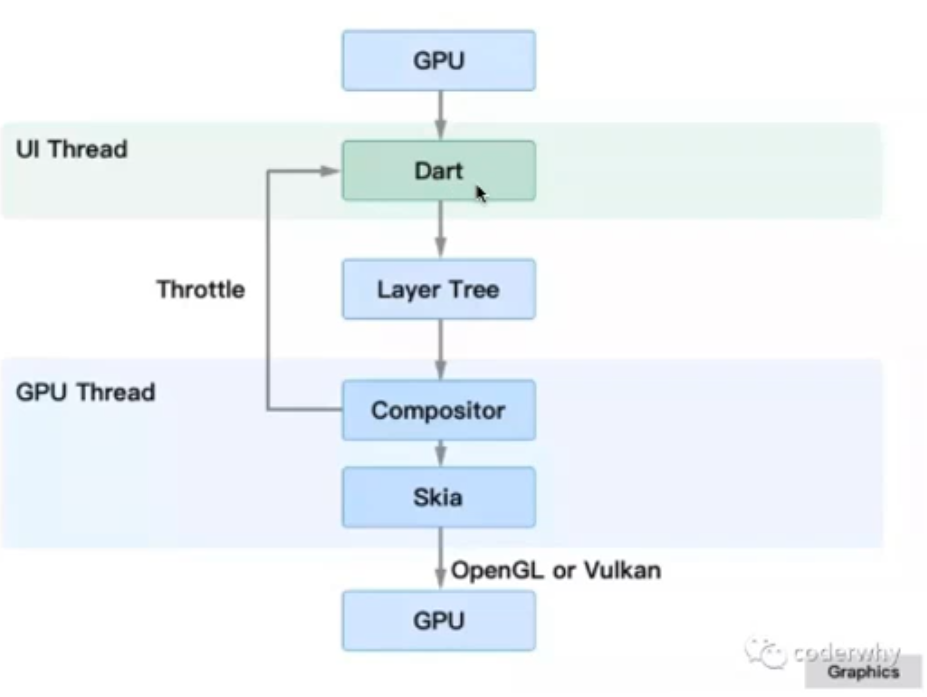 GPU
UI Thread
Dart
Throttle
Layer Tree
GPU Thread
Compositor
Skia
OpenGL or Vulkan
GPU
coderwhy
Graphics